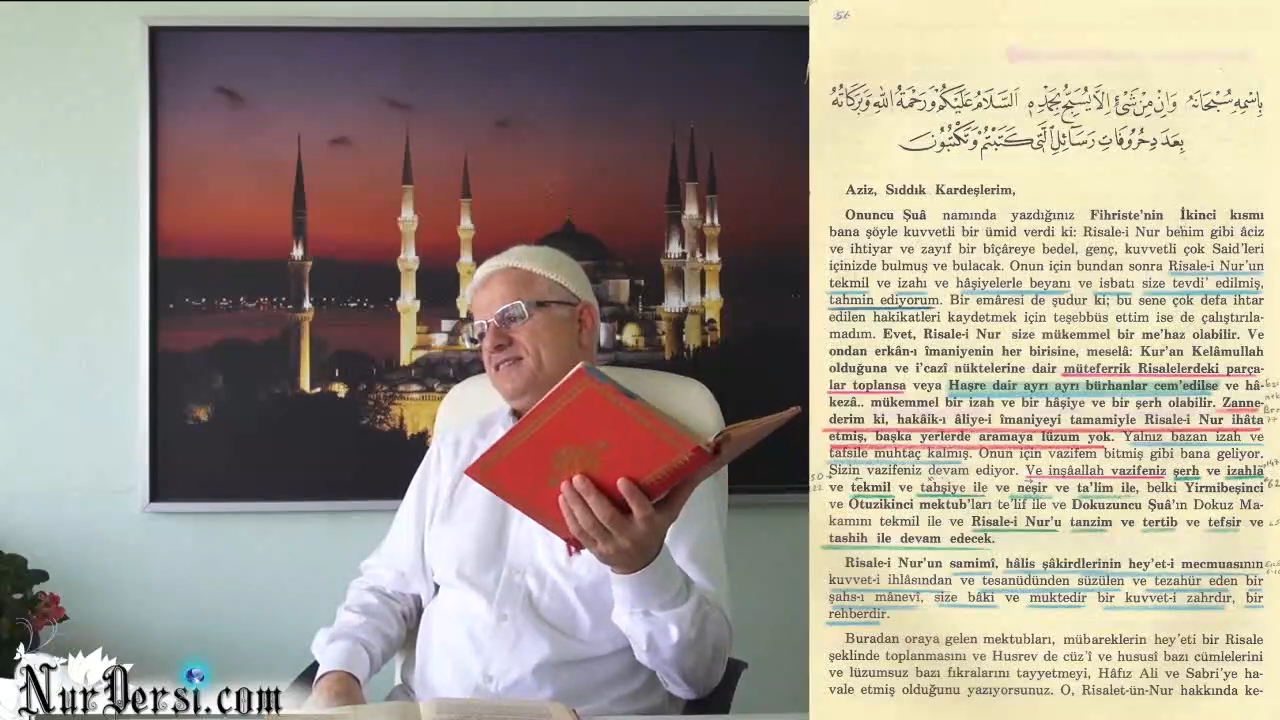 56
بِاسْمِهِ سُبْحَانَهُ وَاِنْ مِنْ شَىْءٍ اِلَّا يُسَبِّحُ بِحَمْدِهِ اَلسَّلَامُ عَلَيْكُمْ وَرَحْمَةُ اللهِ وَبَرَكَاتُهُ
بِعَدَدِ حُرُوفَاتِ رَسَائِلِ الَّتِى كَتَبْتُمْ وَتَكْتُبُونَ
Aziz, Sıddık Kardeşlerim,
Onuncu Şuâ namında yazdığınız Fihriste'nin İkinci kısmı
bana şöyle kuvvetli bir ümid verdi ki: Risale-i Nur benim gibi âciz
ve ihtiyar ve zayıf bir bîçâreye bedel, genç, kuvvetli çok Said'leri
içinizde bulmuş ve bulacak. Onun için bundan sonra Risale-i Nur'un
tekmil ve izahı ve hâşiyelerle beyanı ve isbatı size tevdi' edilmiş,
tahmin ediyorum. Bir emâresi de şudur ki; bu sene çok defa ihtar
edilen hakikatleri kaydetmek için teşebbüs ettim ise de çalıştırıla-
madım. Evet, Risale-i Nur size mükemmel bir me'haz olabilir. Ve
ondan erkân-ı îmaniyenin her birisine, meselâ: Kur'an Kelâmullah
olduğuna ve i'cazî nüktelerine dair müteferrik Risalelerdeki parça-
lar toplansa veya Haşre dair ayrı ayrı bürhanlar cem'edilse ve hâ-
kezâ.. mükemmel bir izah ve bir hâşiye ve bir şerh olabilir. Zanne-
derim ki, hakâik-ı âliye-i îmaniyeyi tamamiyle Risale-i Nur ihâta
etmiş, başka yerlerde aramaya lüzum yok. Yalnız bazan izah ve
tafsile muhtaç kalmış. Onun için vazifem bitmiş gibi bana geliyor.
Sizin vazifeniz devam ediyor. Ve inşâallah vazifeniz şerh ve izahla
ve tekmil ve tahşiye ile ve neşir ve ta'lim ile, belki Yirmibeşinci
ve Otuzikinci mektub'ları te'lif ile ve Dokuzuncu Şuâ'ın Dokuz Ma-
kamını tekmil ile ve Risale-i Nur'u tanzim ve tertib ve tefsir ve
tashih ile devam edecek.
Risale-i Nur'un samimî, hâlis şâkirdlerinin hey'et-i mecmuasının
kuvvet-i ihlâsından ve tesanüdünden süzülen ve tezahür eden bir
şahs-ı mânevî, size bâki ve muktedir bir kuvvet-i zahrdır, bir
rehberdir.
Buradan oraya gelen mektubları, mübareklerin hey'eti bir Risale
şeklinde toplanmasını ve Husrev de cüz'î ve hususî bazı cümlelerini
ve lüzumsuz bazı fıkralarını tayyetmeyi, Hâfız Ali ve Sabri'ye ha-
vale etmiş olduğunu yazıyorsunuz. O, Risalet-ün-Nur hakkında ke-
NurDersi.com